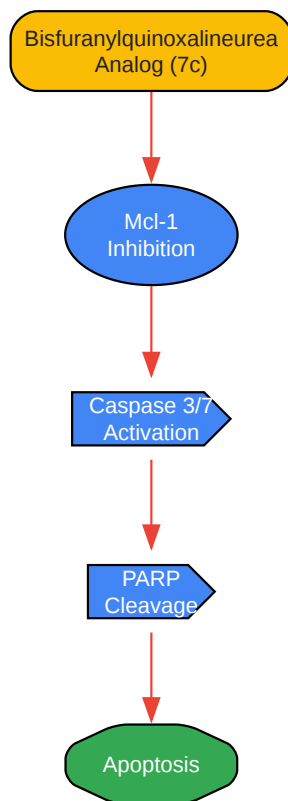 Bisfuranylquinoxalineurea
Analog (7c)
Mcl-1
Inhibition
Caspase 3/7
Activation
PARP
Cleavage
Apoptosis